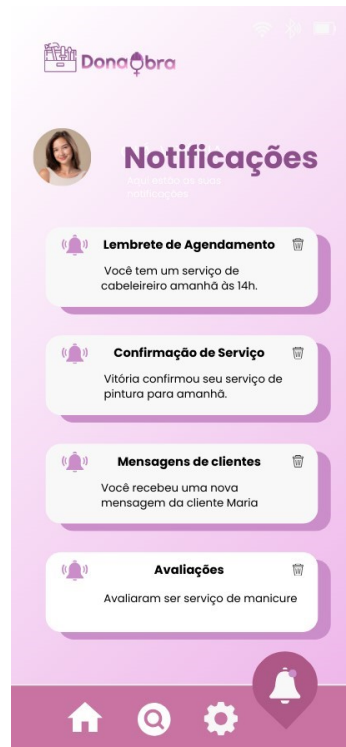 DonaObra
Notificações
Aqui estão as suas
notificações
Lembrete de Agendamento
Você tem um serviço de
cabeleireiro amanhã às 14h.
Confirmação de Serviço
Vitória confirmou seu serviço de
pintura para amanhã.
Mensagens de clientes
Você recebeu uma nova
mensagem da cliente Maria
Avaliações
Avaliaram ser serviço de manicure